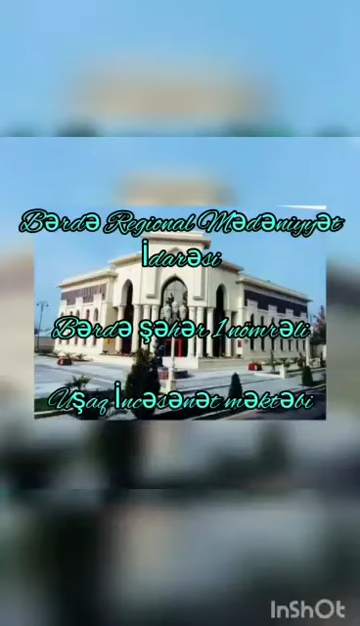 Bərdə Regional Mədəniyyət
İdarəsi
Bərdə şəhər 1 nömrəli
Uşaq İncəsənət məktəbi
InShOt